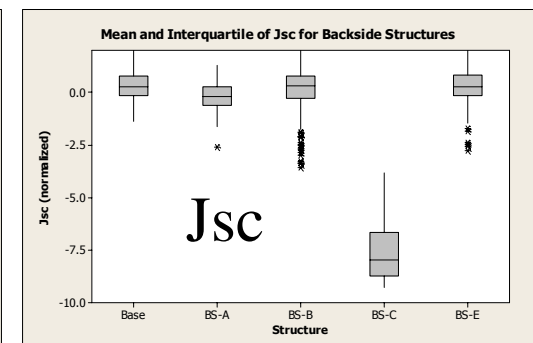 Mean and Interquartile of Jsc for Backside Structures
Jsc (normalized)
0.0
-2.5
-5.0
-7.5
-10.0
Jsc
Base BS-A BS-B BS-C BS-E
Structure